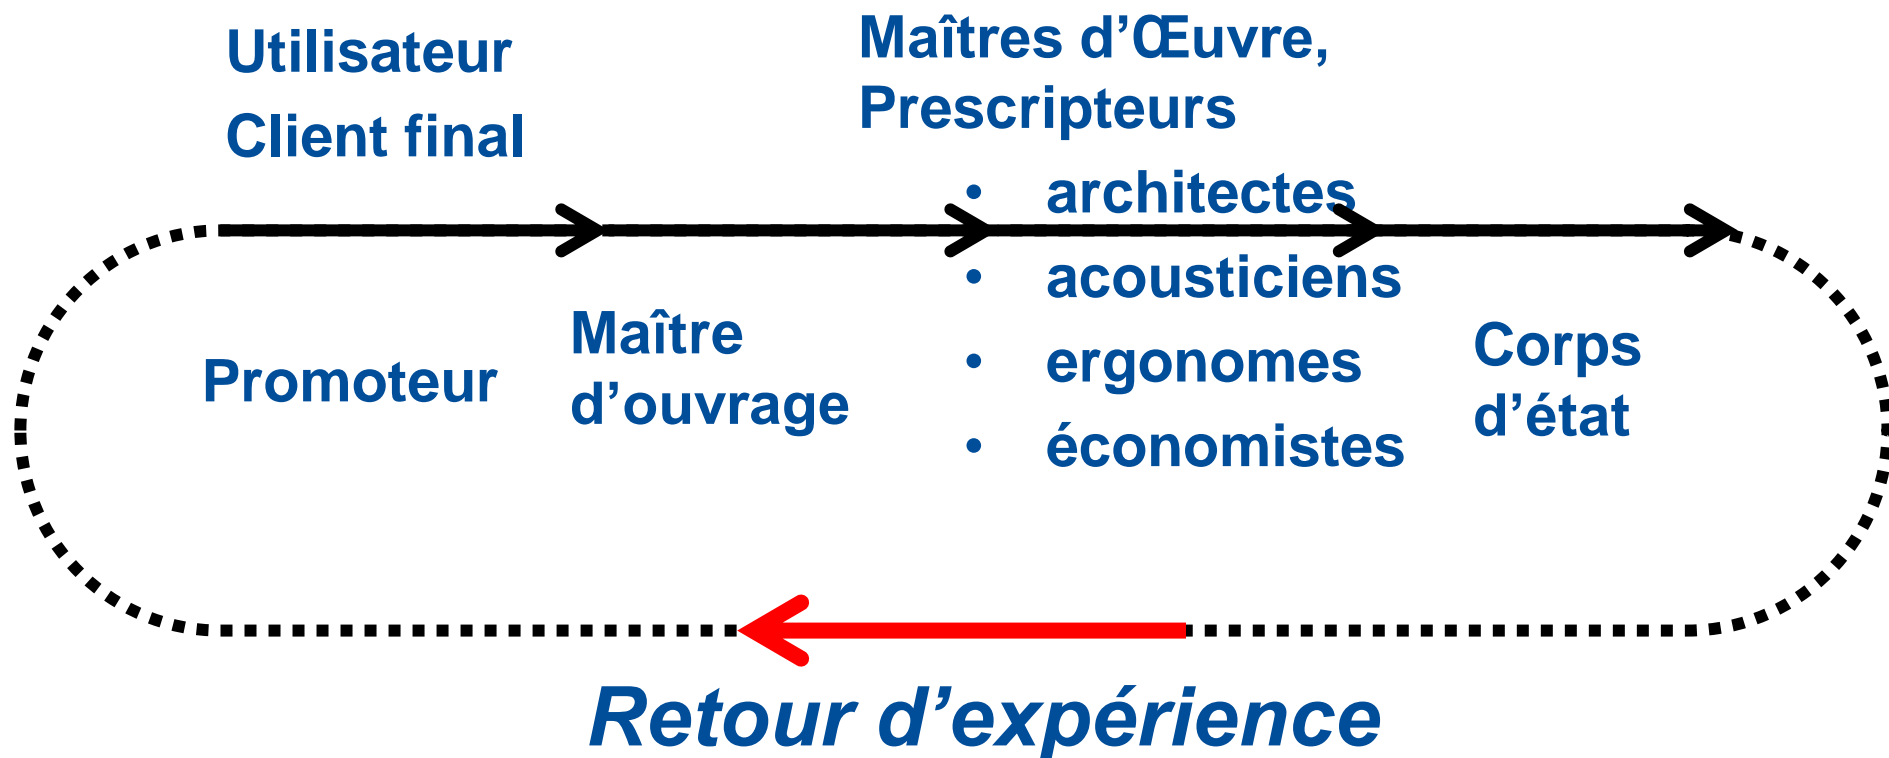 Utilisateur
Client final
Maîtres d’Œuvre,
Prescripteurs
• architectes
• acousticiens
• ergonomes
• économistes
Promoteur
Maître
d’ouvrage
Corps
d’état
Retour d’expérience